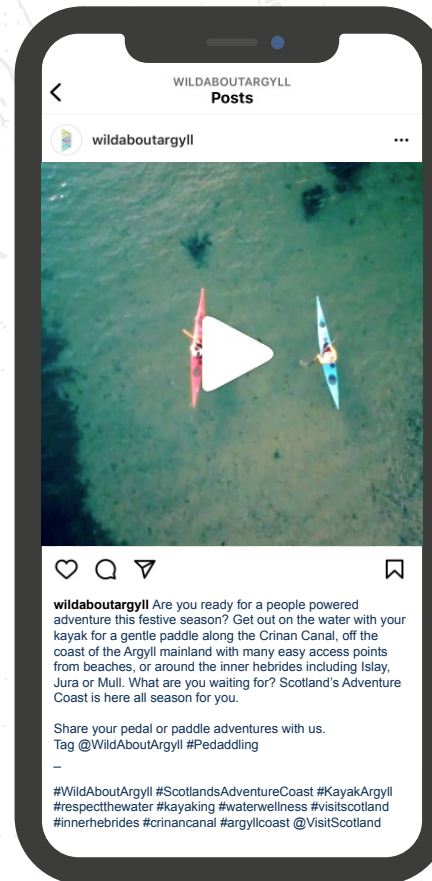 WILDABOUTARGYLL
Posts
wildaboutargyll
wildaboutargyll Are you ready for a people powered
adventure this festive season? Get out on the water with your
kayak for a gentle paddle along the Crinan Canal, off the
coast of the Argyll mainland with many easy access points
from beaches, or around the inner hebrides including Islay,
Jura or Mull. What are you waiting for? Scotland's Adventure
Coast is here all season for you.
Share your pedal or paddle adventures with us.
Tag @WildAboutArgyll #Pedaddling
_
#WildAboutArgyll #ScotlandsAdventureCoast #KayakArgyll
#respectthewater #kayaking #waterwellness #visitscotland
#innerhebrides #crinancanal #argyllcoast @VisitScotland